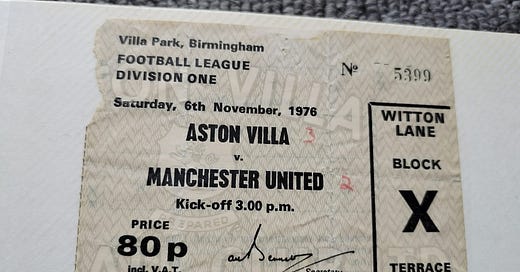 Villa Park, Birmingham
FOOTBALL LEAGUE
DIVISION ONE
Nº 5399
Saturday, 6th November, 1976
ASTON VILLA 3
v.
MANCHESTER UNITED 2
Kick-off 3.00 p.m.
PRICE
80p
incl. V.A.T.
Secretary
WITTON
LANE
BLOCK
X
TERRACE